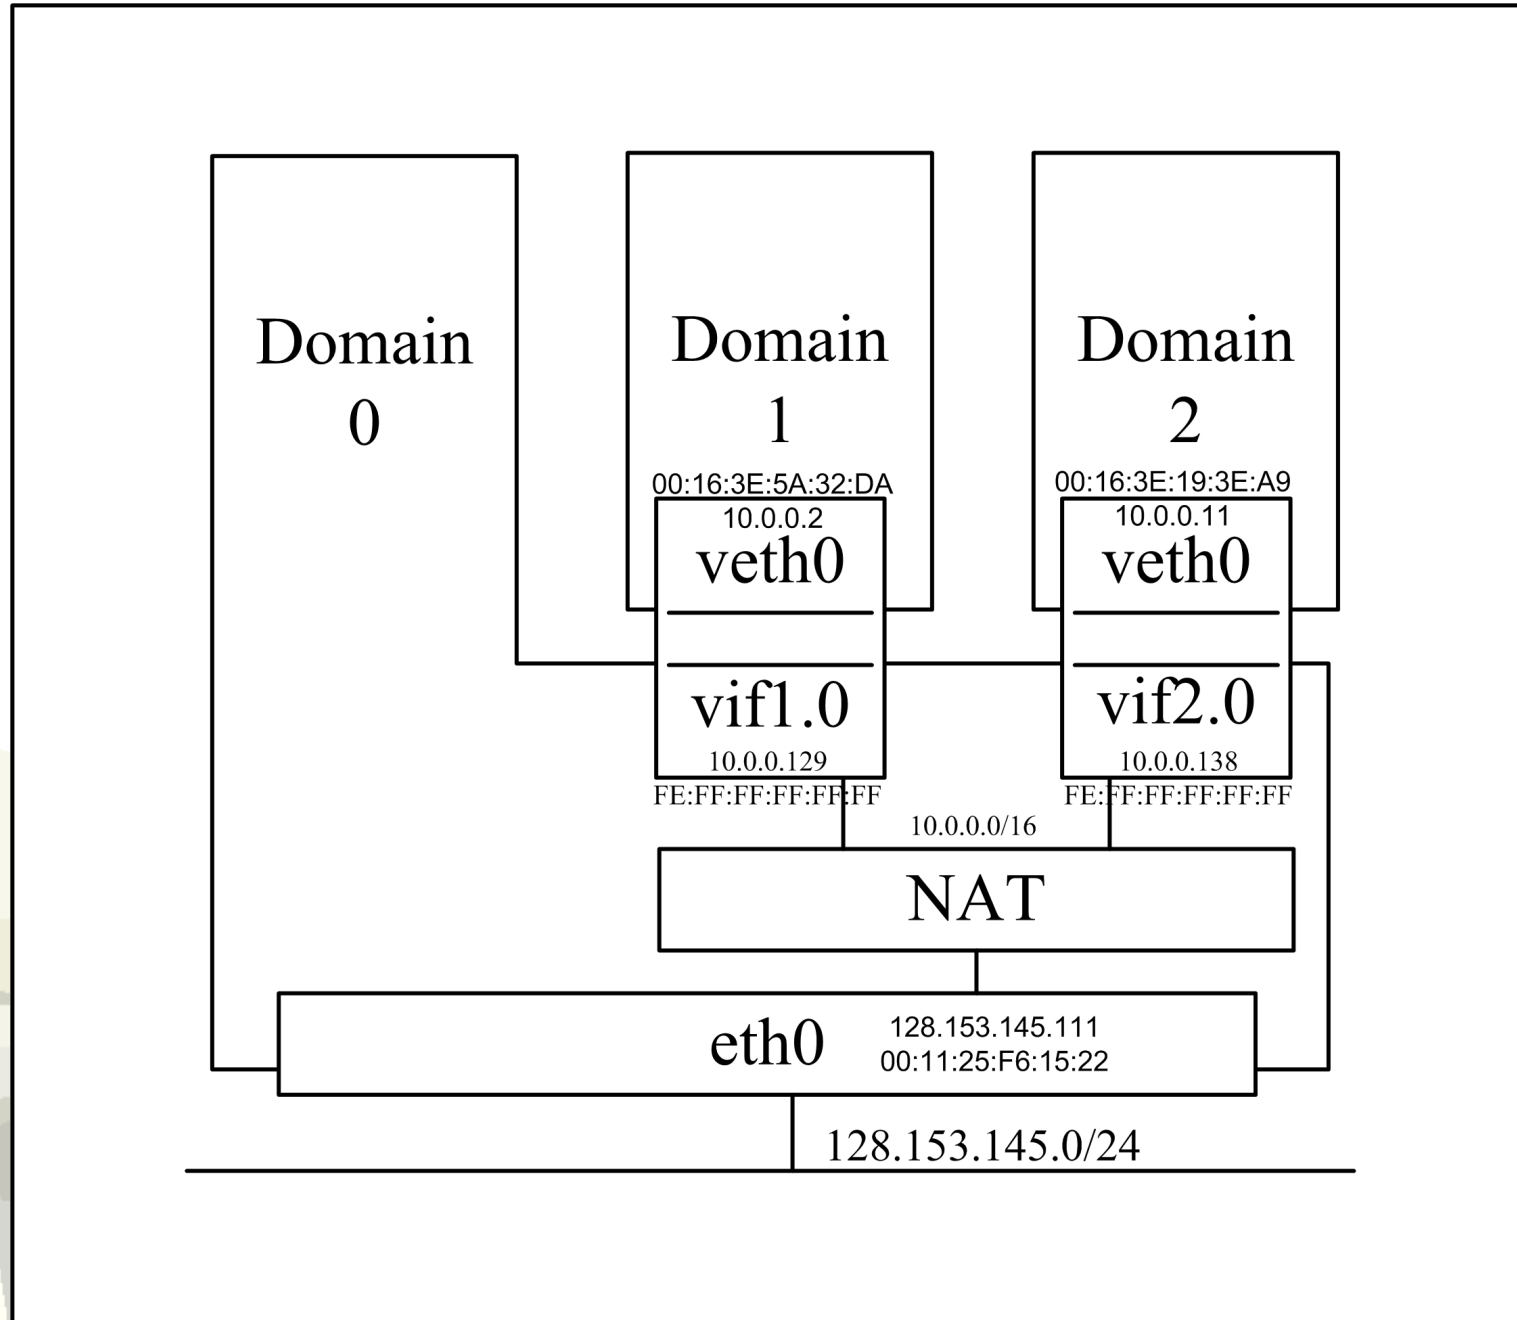 Domain
0
Domain
1
00:16:3E:5A:32:DA
10.0.0.2
veth0
vif1.0
10.0.0.129
FE:FF:FF:FF:FF:FF
Domain
2
00:16:3E:19:3E:A9
10.0.0.11
veth0
vif2.0
10.0.0.138
FE:FF:FF:FF:FF:FF
10.0.0.0/16
NAT
eth0
128.153.145.111
00:11:25:F6:15:22
128.153.145.0/24